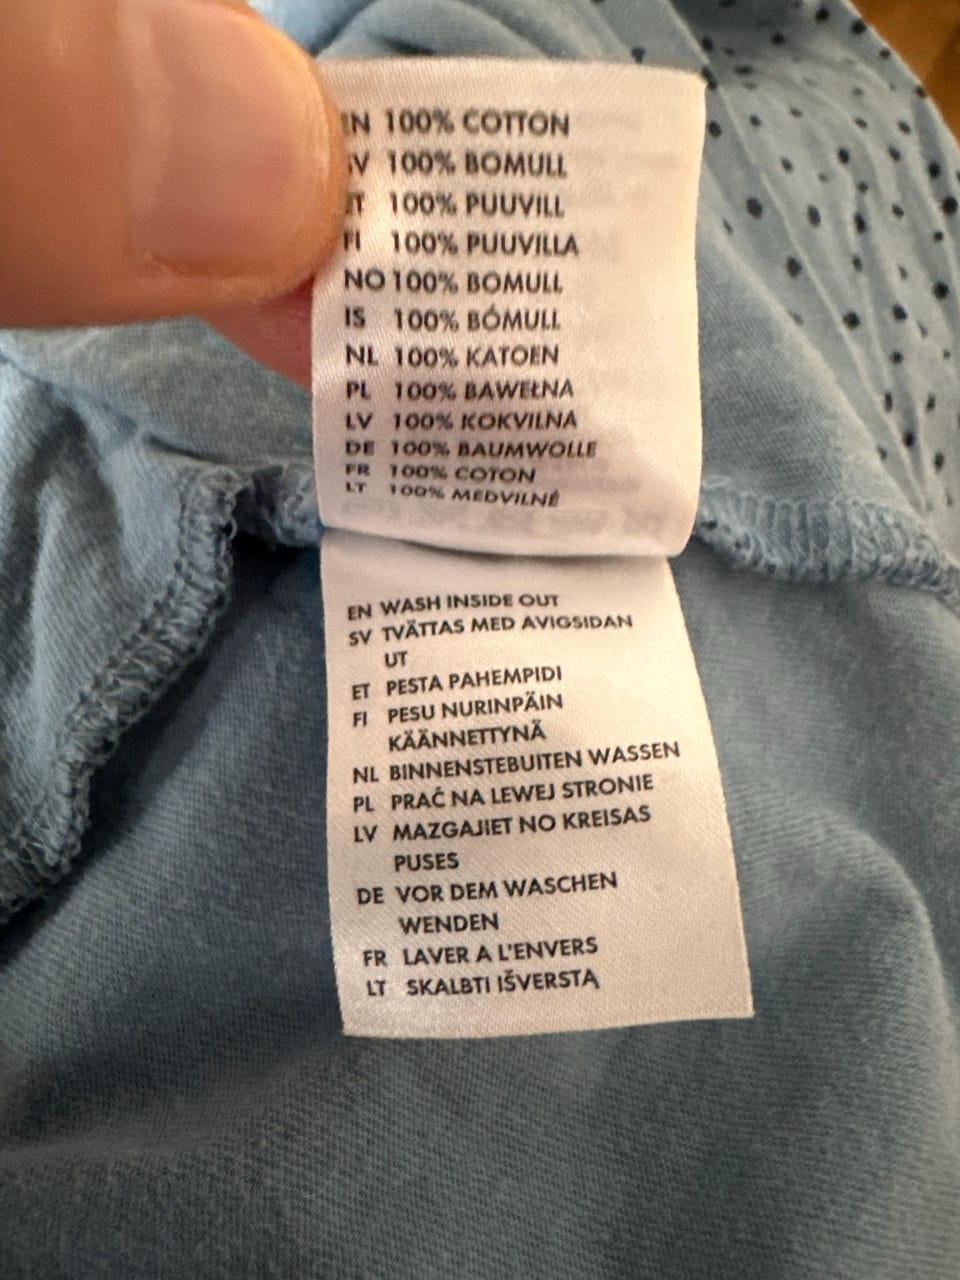 EN 100% COTTON
SV 100% BOMULL
ET 100% PUUVILL
FI 100% PUUVILLA
NO 100% BOMULL
IS 100% BÓMULL
NL 100% KATOEN
PL 100% BAWEŁNA
LV 100% KOKVILNA
DE 100% BAUMWOLLE
FR 100% COTON
LT 100% MEDVILNĖ
EN WASH INSIDE OUT
SV TVÄTTAS MED AVIGSIDAN
UT
ET PESTA PAHEMPIDI
FI PESU NURINPÄIN
KÄÄNNETTYNÄ
NL BINNENSTEBUITEN WASSEN
PL PRAĆ NA LEWEJ STRONIE
LV MAZGAJIET NO KREISAS
PUSES
DE VOR DEM WASCHEN
WENDEN
FR LAVER A L'ENVERS
LT SKALBTI IŠVERSTĄ